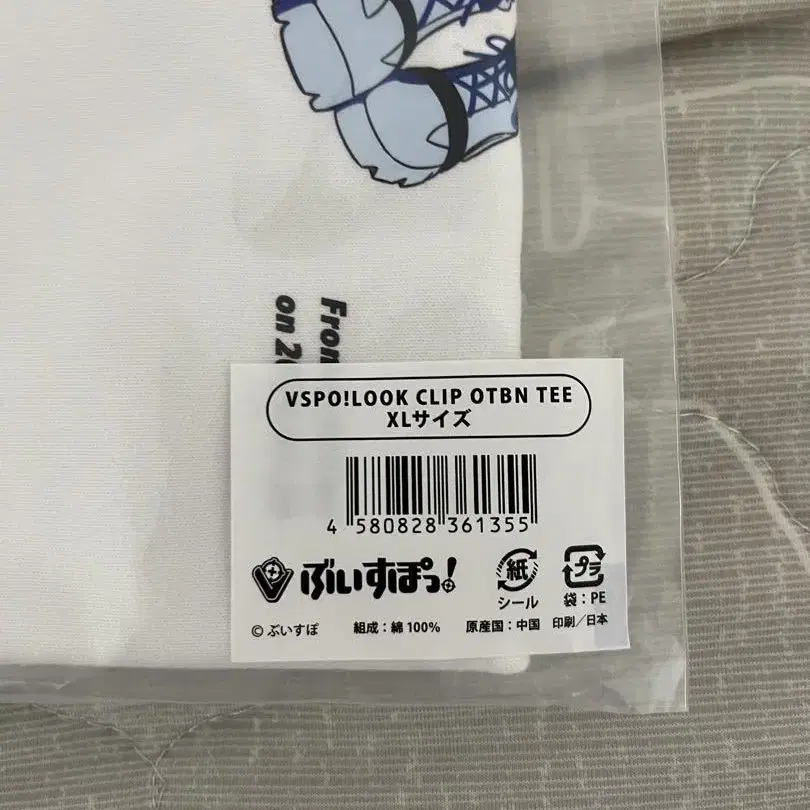 From
on 20
VSPO!LOOK CLIP OTBN TEE
XLサイズ
4 580828 361355
ぶいすぽっ!
紙
シール
プラ
袋：PE
© ぶいすぽ 組成：綿 100% 原産国：中国 印刷／日本